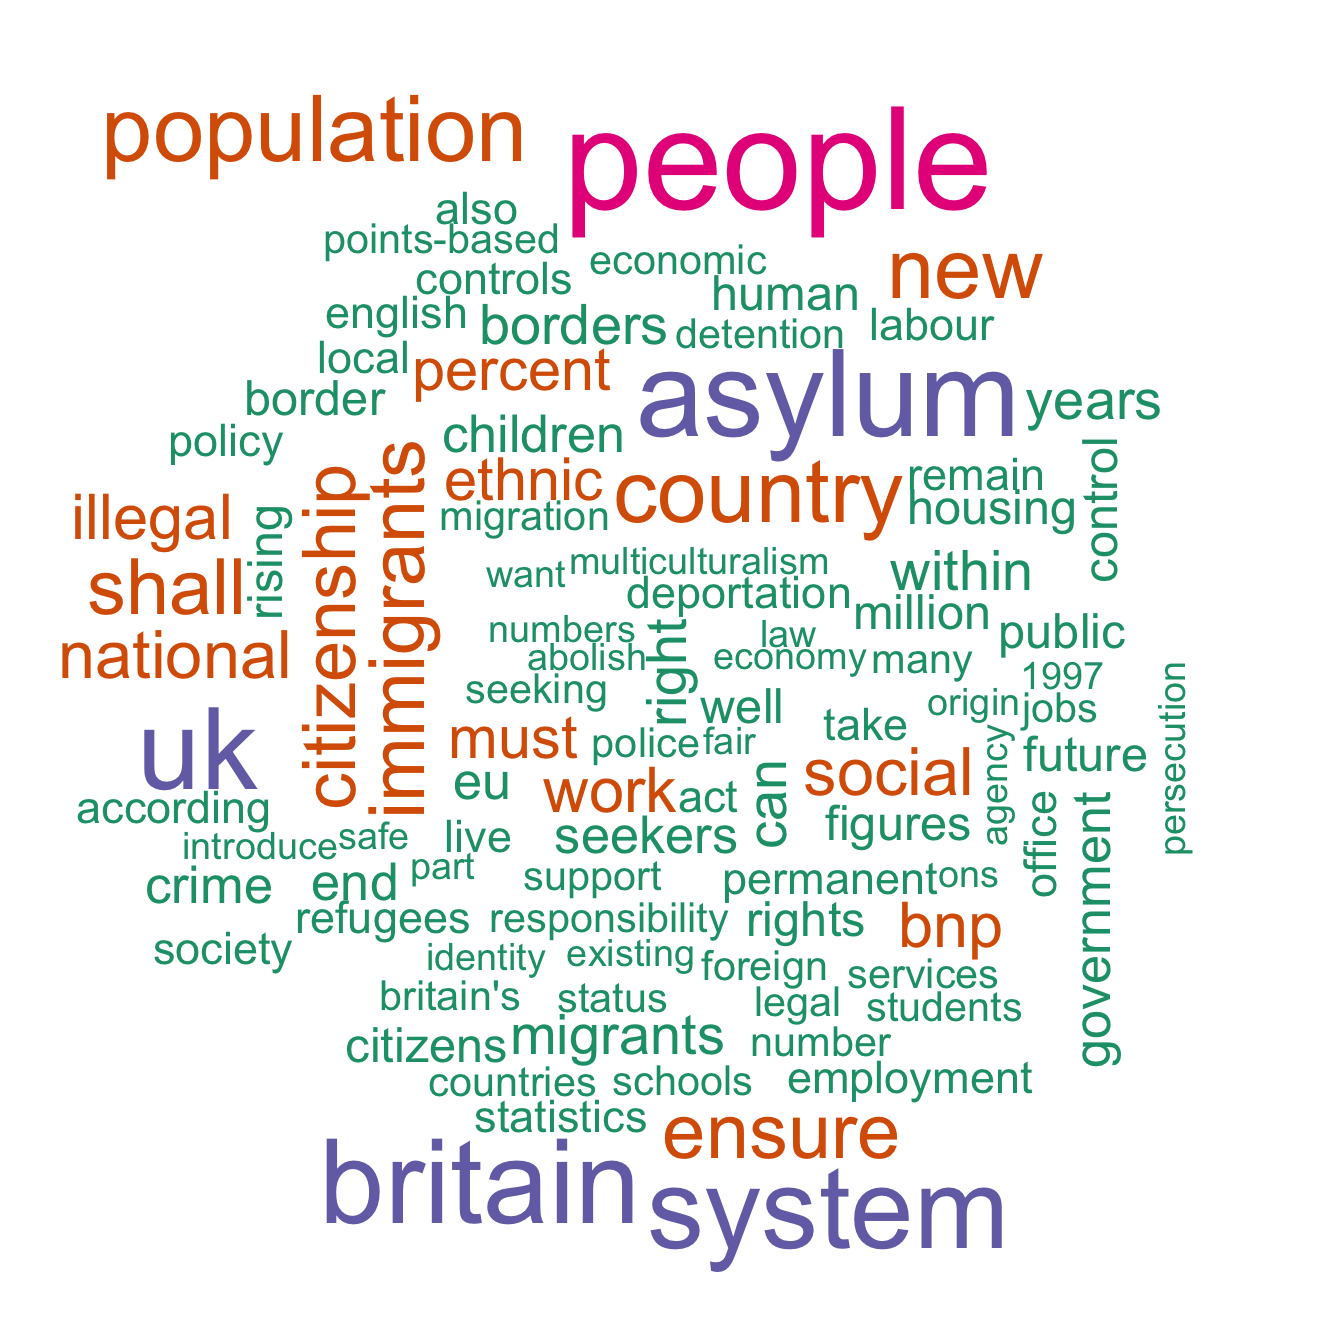 population
people
also
points-based
economic
new
controls
human
english
borders
detention
labour
local
percent
asylum
border
years
policy
children
control
immigrants
citizenship
ethnic
country
remain
illegal
rising
migration
housing
shall
want
multiculturalism
within
deportation
million
numbers
right
law
public
national
abolish
economy
many
seeking
1997
persecution
origin
jobs
uk
well
take
must
police
fair
agency
future
eu
work
act
can
social
according
figures
office
government
introduce
safe
live
seekers
crime
end
part
support
permanent
ons
refugees
responsibility
rights
bnp
society
identity
existing
foreign
services
britain's
status
legal
students
citizens
migrants
number
countries
schools
employment
statistics
ensure
britain
system